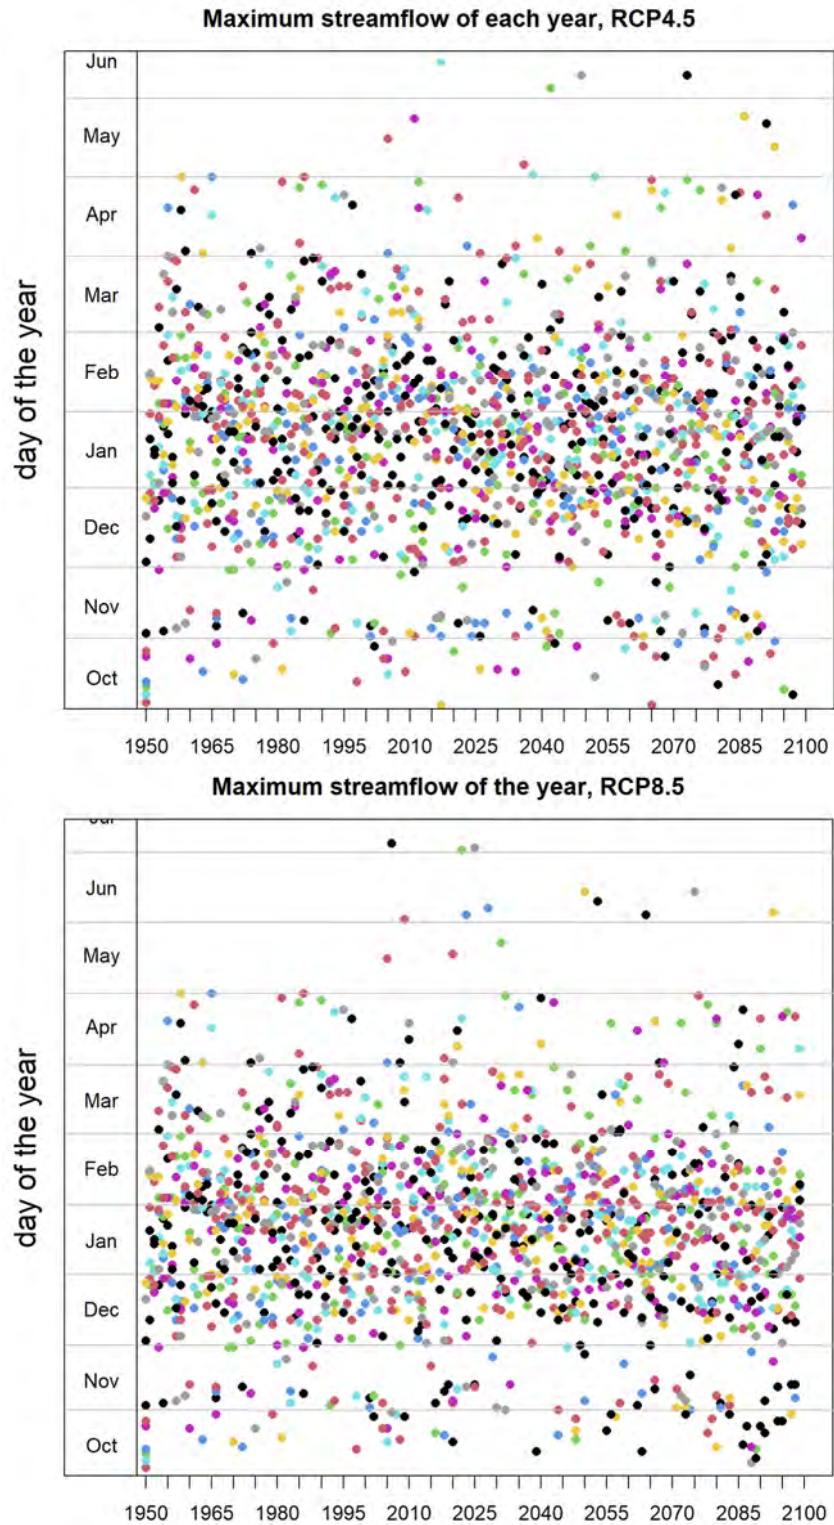 Maximum streamflow of each year, RCP4.5
Jun
May
Apr
Mar
Feb
Jan
Dec
Nov
Oct
day of the year
1950 1965 1980 1995 2010 2025 2040 2055 2070 2085 2100
Maximum streamflow of the year, RCP8.5
Jun
May
Apr
Mar
Feb
Jan
Dec
Nov
Oct
day of the year
1950 1965 1980 1995 2010 2025 2040 2055 2070 2085 2100